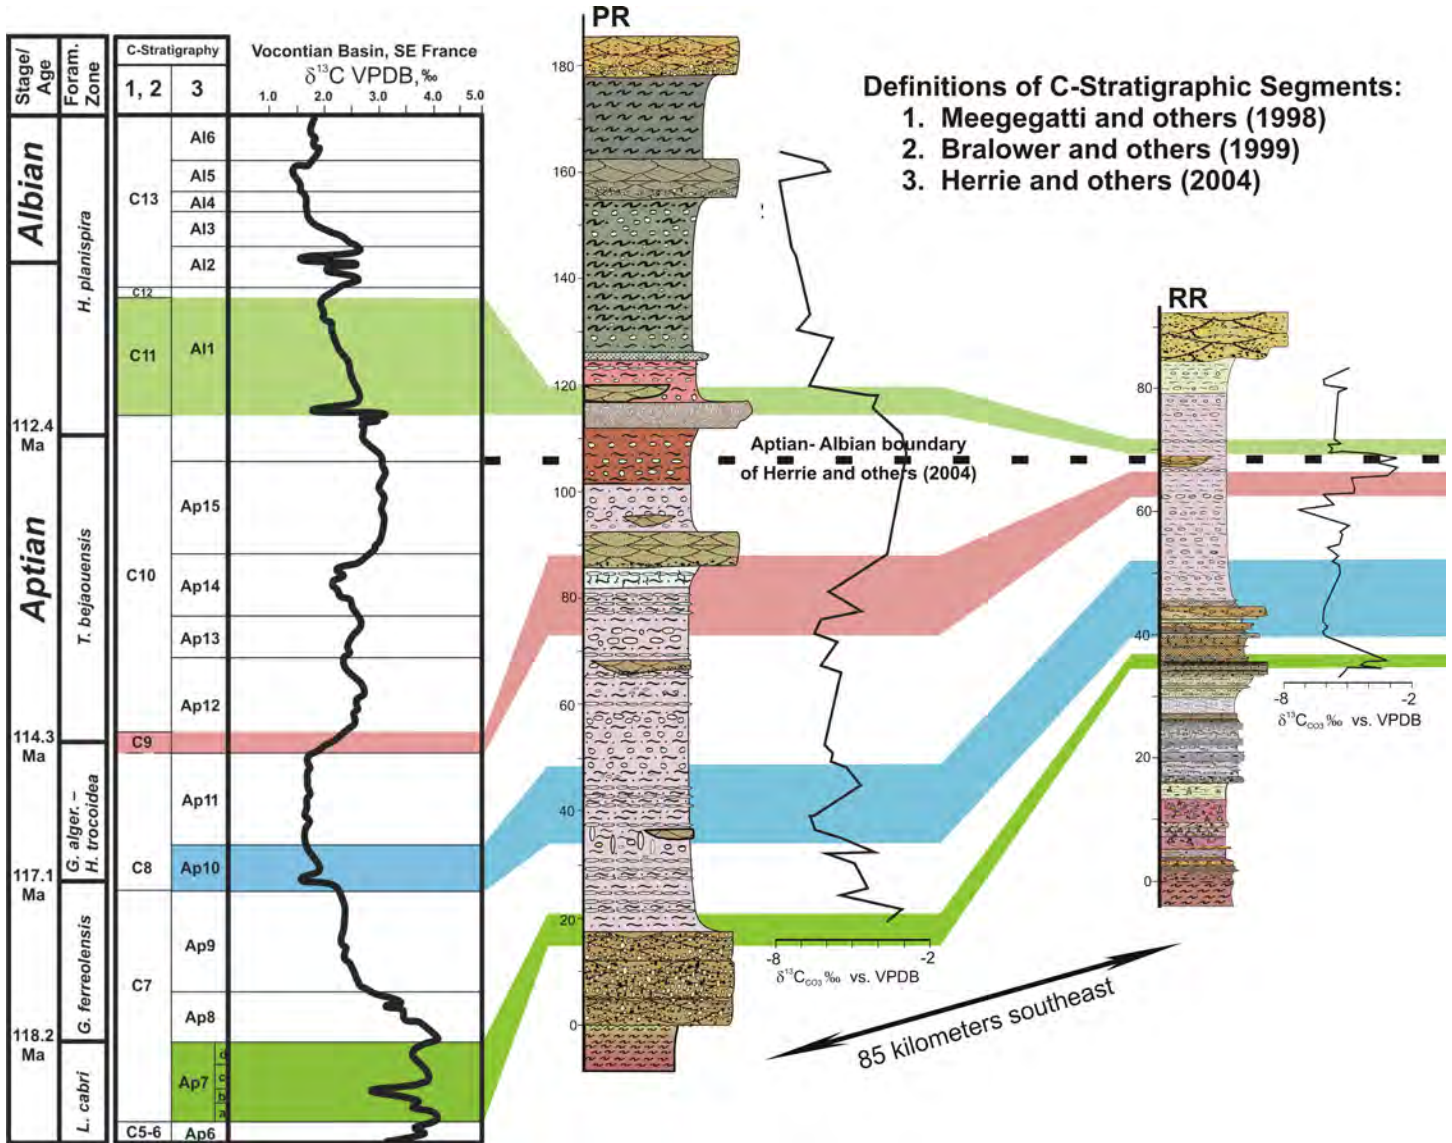 Stage/
Age
Foram.
Zone
C-Stratigraphy
1, 2
3
Vocontian Basin, SE France
δ¹³C VPDB, ‰
1.0 2.0 3.0 4.0 5.0
Albian
Aptian
112.4
Ma
114.3
Ma
117.1
Ma
118.2
Ma
H. planispira
T. bejaouensis
G. alger. –
H. trocoidea
G. ferreolensis
L. cabri
C13
C12
C11
C10
C9
C8
C7
C5-6
Al6
Al5
Al4
Al3
Al2
Al1
Ap15
Ap14
Ap13
Ap12
Ap11
Ap10
Ap9
Ap8
Ap7
d
c
b
a
Ap6
PR
180
160
140
120
100
80
60
40
20
0
-8 -2
δ¹³C_CO3 ‰ vs. VPDB
Definitions of C-Stratigraphic Segments:
1. Meegegatti and others (1998)
2. Bralower and others (1999)
3. Herrie and others (2004)
Aptian- Albian boundary
of Herrie and others (2004)
RR
80
60
40
20
0
-8 -2
δ¹³C_CO3 ‰ vs. VPDB
85 kilometers southeast